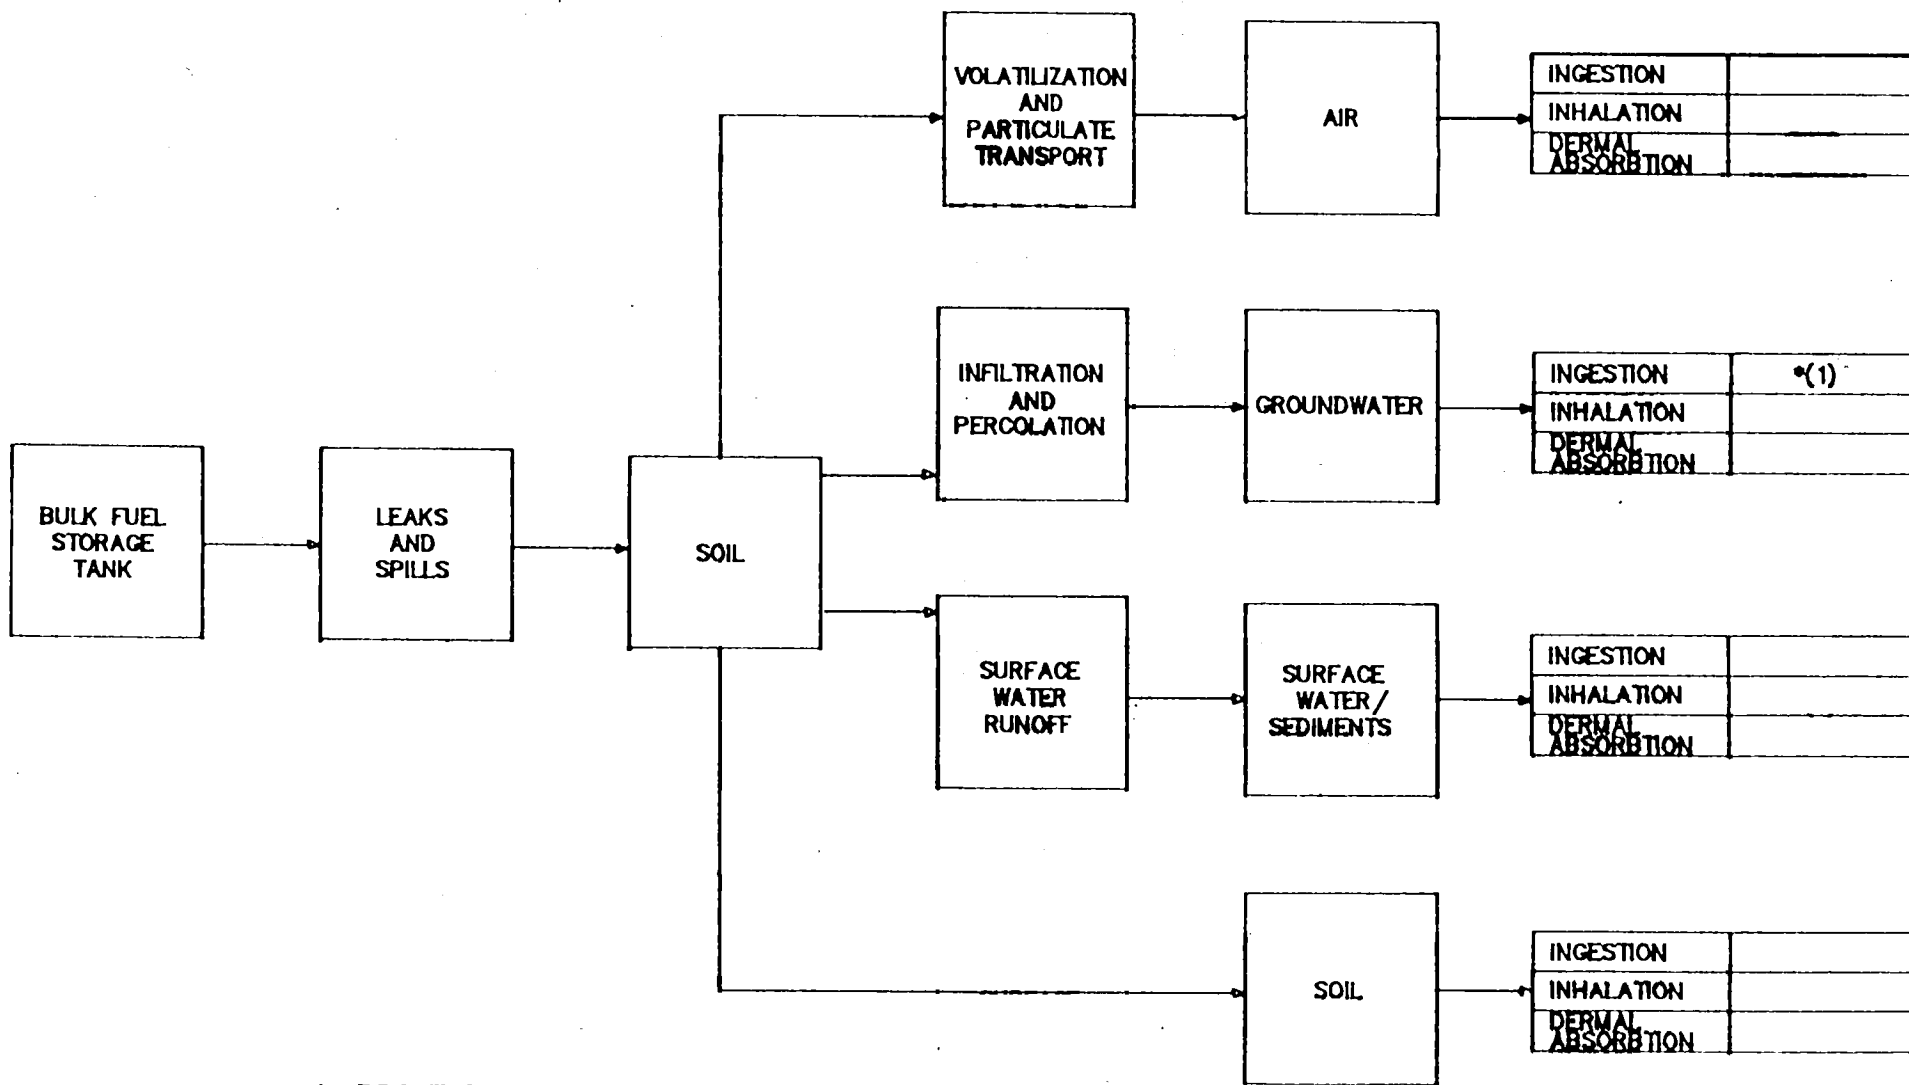 VOLATILIZATION
AND
PARTICULATE
TRANSPORT
AIR
INGESTION
INHALATION
DERMAL
ABSORBTION
INFILTRATION
AND
PERCOLATION
GROUNDWATER
INGESTION *(1)
INHALATION
DERMAL
ABSORBTION
BULK FUEL
STORAGE
TANK
LEAKS
AND
SPILLS
SOIL
SURFACE
WATER
RUNOFF
SURFACE
WATER/
SEDIMENTS
INGESTION
INHALATION
DERMAL
ABSORBTION
SOIL
INGESTION
INHALATION
DERMAL
ABSORBTION